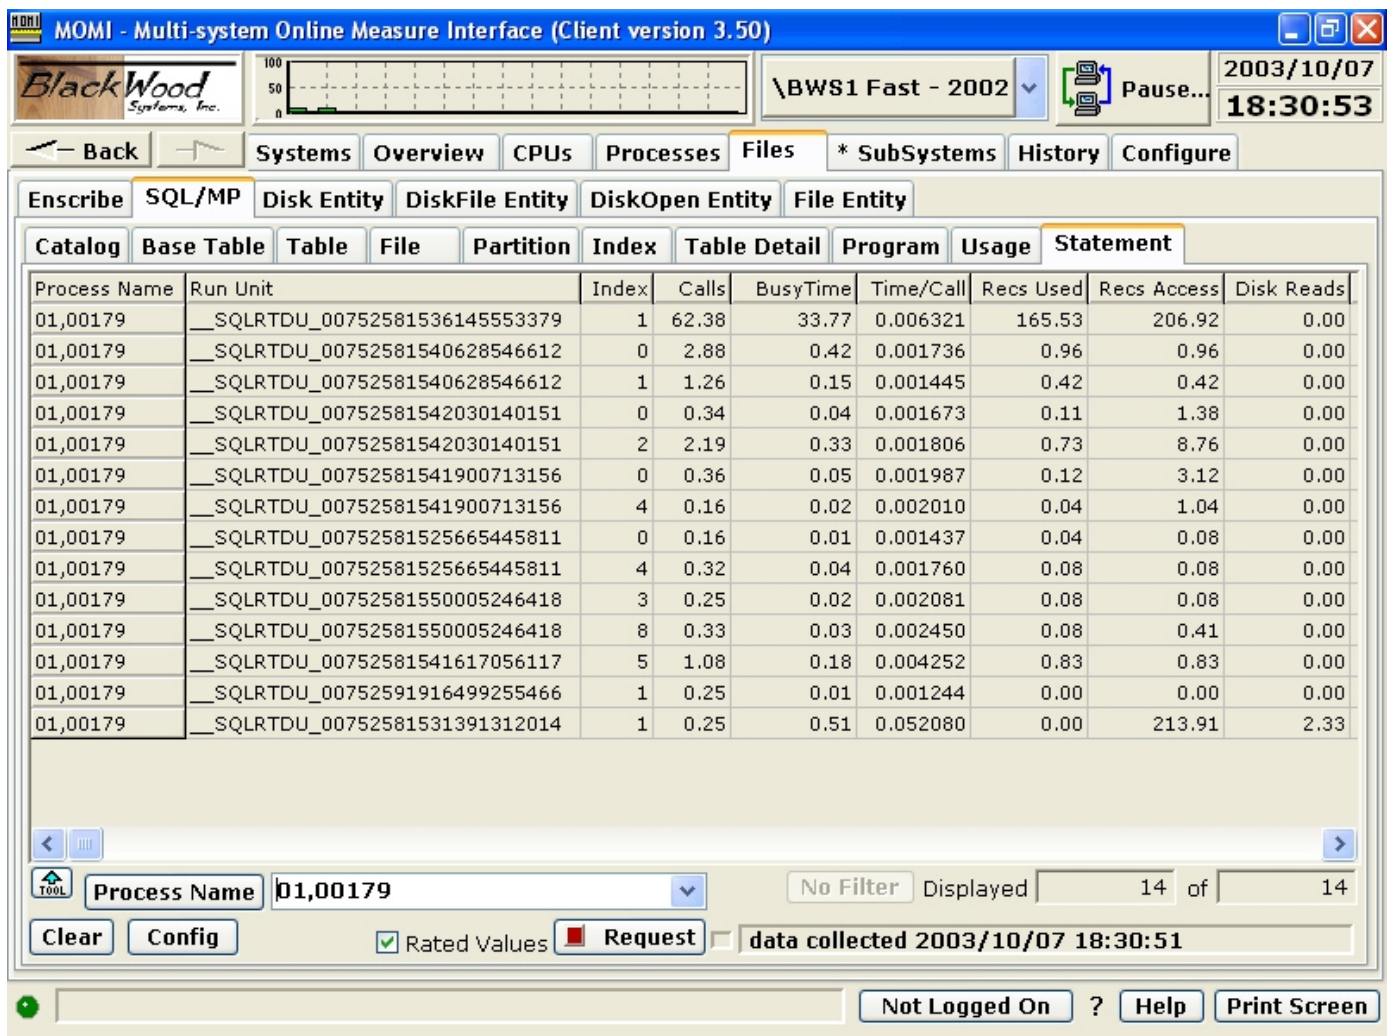 MOMI MOMI - Multi-system Online Measure Interface (Client version 3.50)
BlackWood Systems, Inc.
100
50
0
\BWS1 Fast - 2002
Pause...
2003/10/07
18:30:53
Back Systems Overview CPUs Processes Files * SubSystems History Configure
Enscribe SQL/MP Disk Entity DiskFile Entity DiskOpen Entity File Entity
Catalog Base Table Table File Partition Index Table Detail Program Usage Statement
Process Name Run Unit Index Calls BusyTime Time/Call Recs Used Recs Access Disk Reads
01,00179 __SQLRTDU_00752581536145553379 1 62.38 33.77 0.006321 165.53 206.92 0.00
01,00179 __SQLRTDU_00752581540628546612 0 2.88 0.42 0.001736 0.96 0.96 0.00
01,00179 __SQLRTDU_00752581540628546612 1 1.26 0.15 0.001445 0.42 0.42 0.00
01,00179 __SQLRTDU_00752581542030140151 0 0.34 0.04 0.001673 0.11 1.38 0.00
01,00179 __SQLRTDU_00752581542030140151 2 2.19 0.33 0.001806 0.73 8.76 0.00
01,00179 __SQLRTDU_00752581541900713156 0 0.36 0.05 0.001987 0.12 3.12 0.00
01,00179 __SQLRTDU_00752581541900713156 4 0.16 0.02 0.002010 0.04 1.04 0.00
01,00179 __SQLRTDU_00752581525665445811 0 0.16 0.01 0.001437 0.04 0.08 0.00
01,00179 __SQLRTDU_00752581525665445811 4 0.32 0.04 0.001760 0.08 0.08 0.00
01,00179 __SQLRTDU_00752581550005246418 3 0.25 0.02 0.002081 0.08 0.08 0.00
01,00179 __SQLRTDU_00752581550005246418 8 0.33 0.03 0.002450 0.08 0.41 0.00
01,00179 __SQLRTDU_00752581541617056117 5 1.08 0.18 0.004252 0.83 0.83 0.00
01,00179 __SQLRTDU_00752591916499255466 1 0.25 0.01 0.001244 0.00 0.00 0.00
01,00179 __SQLRTDU_00752581531391312014 1 0.25 0.51 0.052080 0.00 213.91 2.33
TOOL Process Name 01,00179 No Filter Displayed 14 of 14
Clear Config Rated Values Request data collected 2003/10/07 18:30:51
Not Logged On ? Help Print Screen